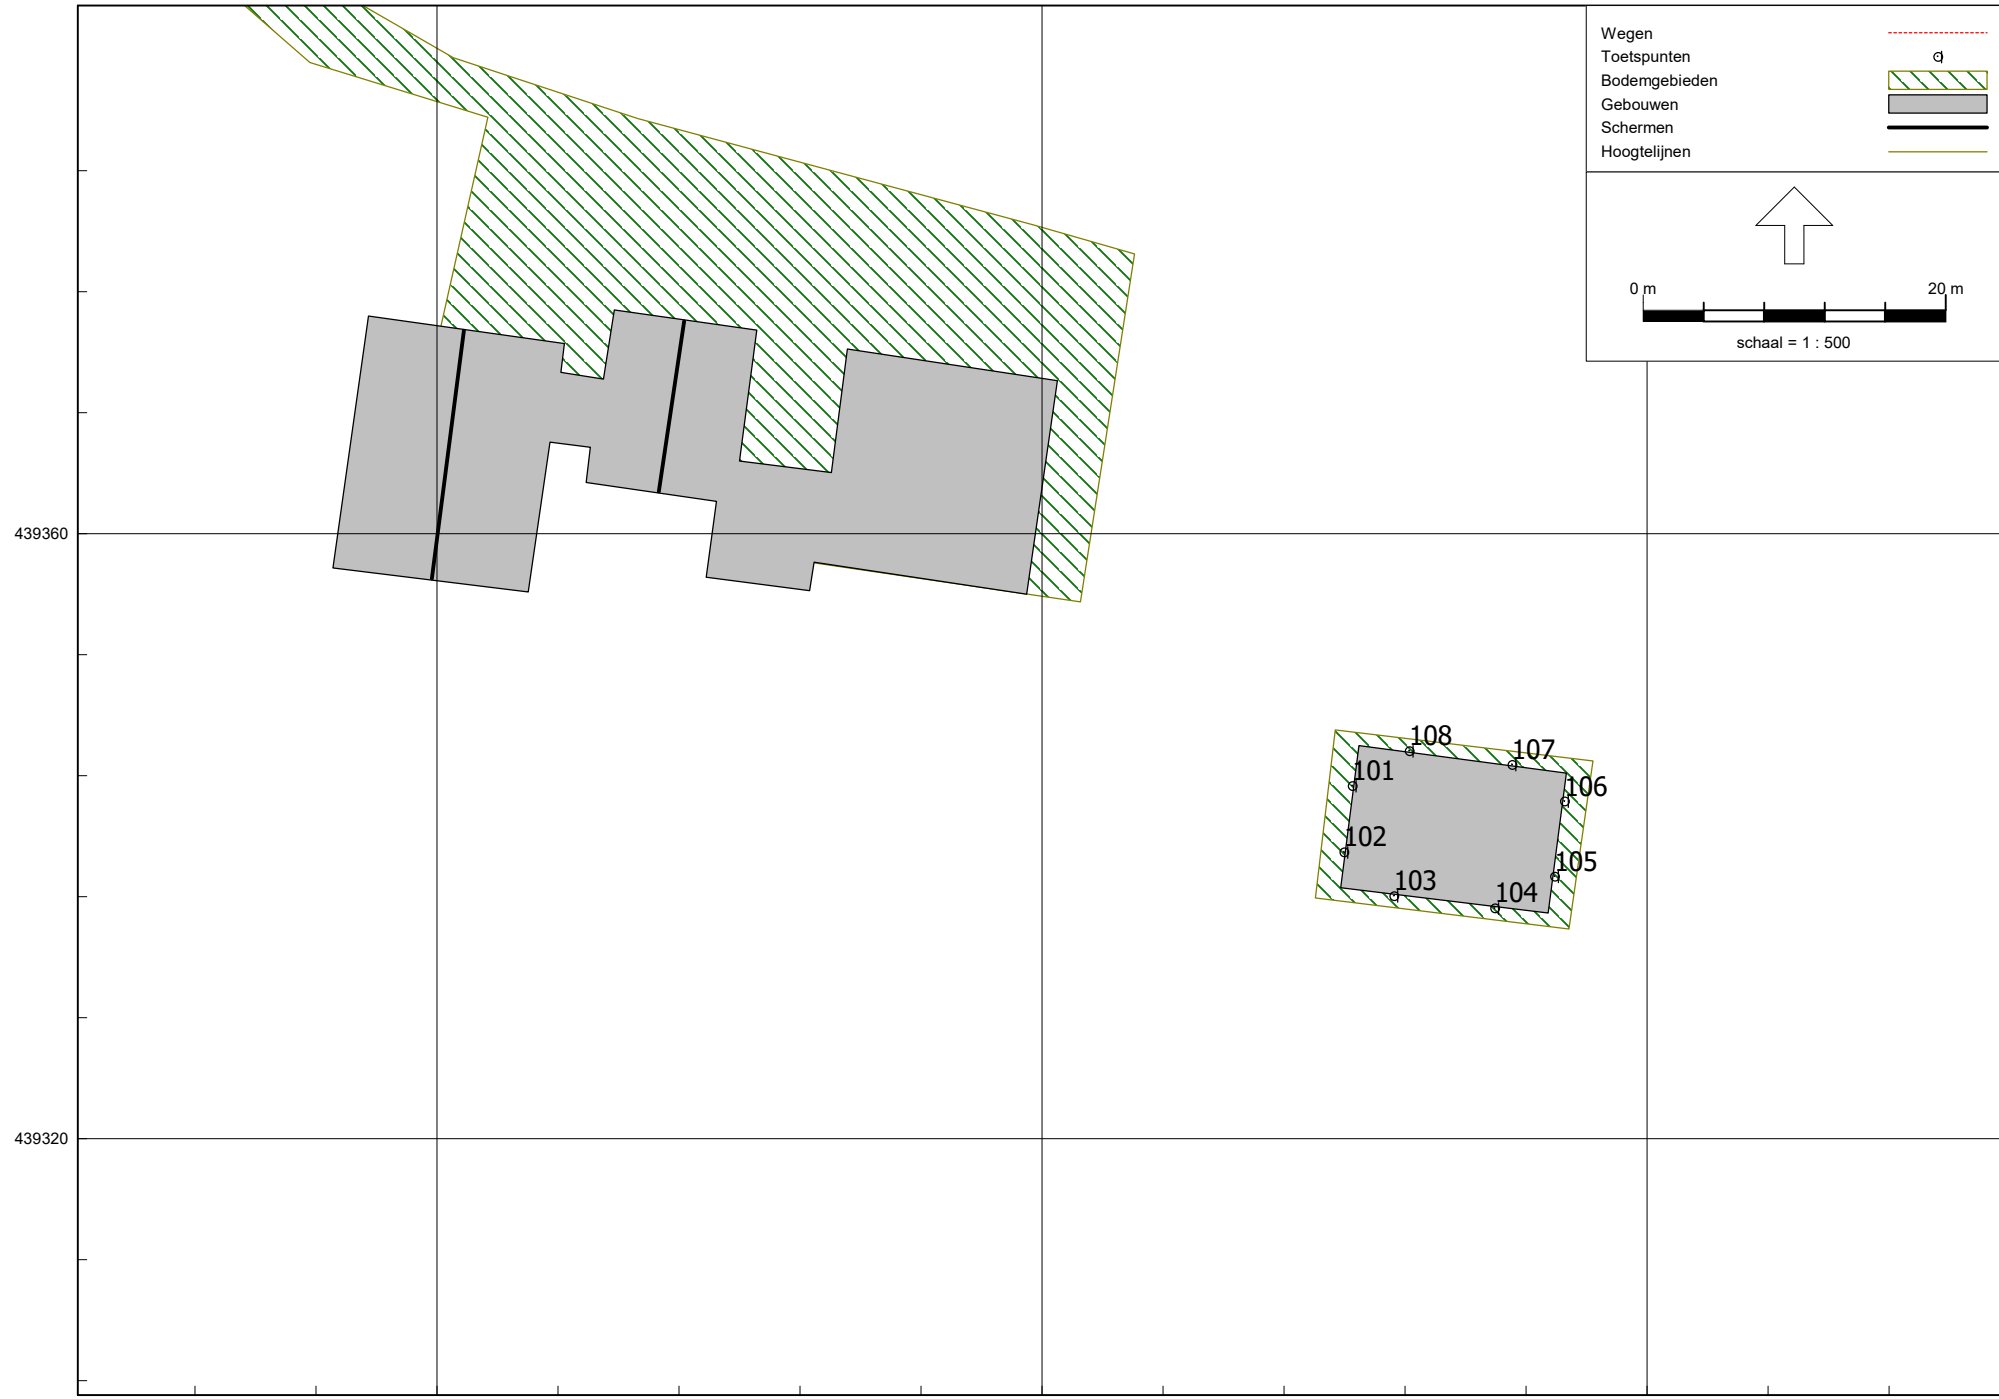 Wegen
Toetspunten
Bodemgebieden
Gebouwen
Schermen
Hoogtelijnen
0 m 20 m
schaal = 1 : 500
439360
108
107
101
106
102
105
103
104
439320